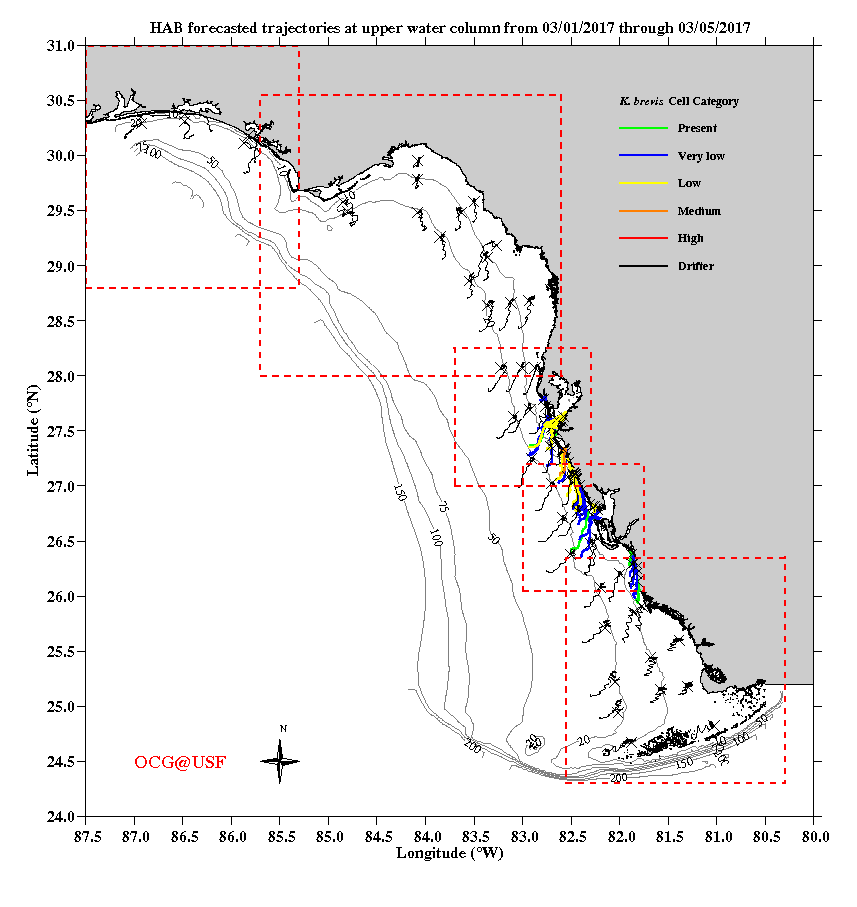 HAB forecasted trajectories at upper water column from 03/01/2017 through 03/05/2017
31.0
30.5
30.0
29.5
29.0
28.5
28.0
27.5
27.0
26.5
26.0
25.5
25.0
24.5
24.0
Latitude (°N)
K. brevis Cell Category
Present
Very low
Low
Medium
High
Drifter
150
100
75
50
20
200
150
200
N
OCG@USF
87.5 87.0 86.5 86.0 85.5 85.0 84.5 84.0 83.5 83.0 82.5 82.0 81.5 81.0 80.5 80.0
Longitude (°W)